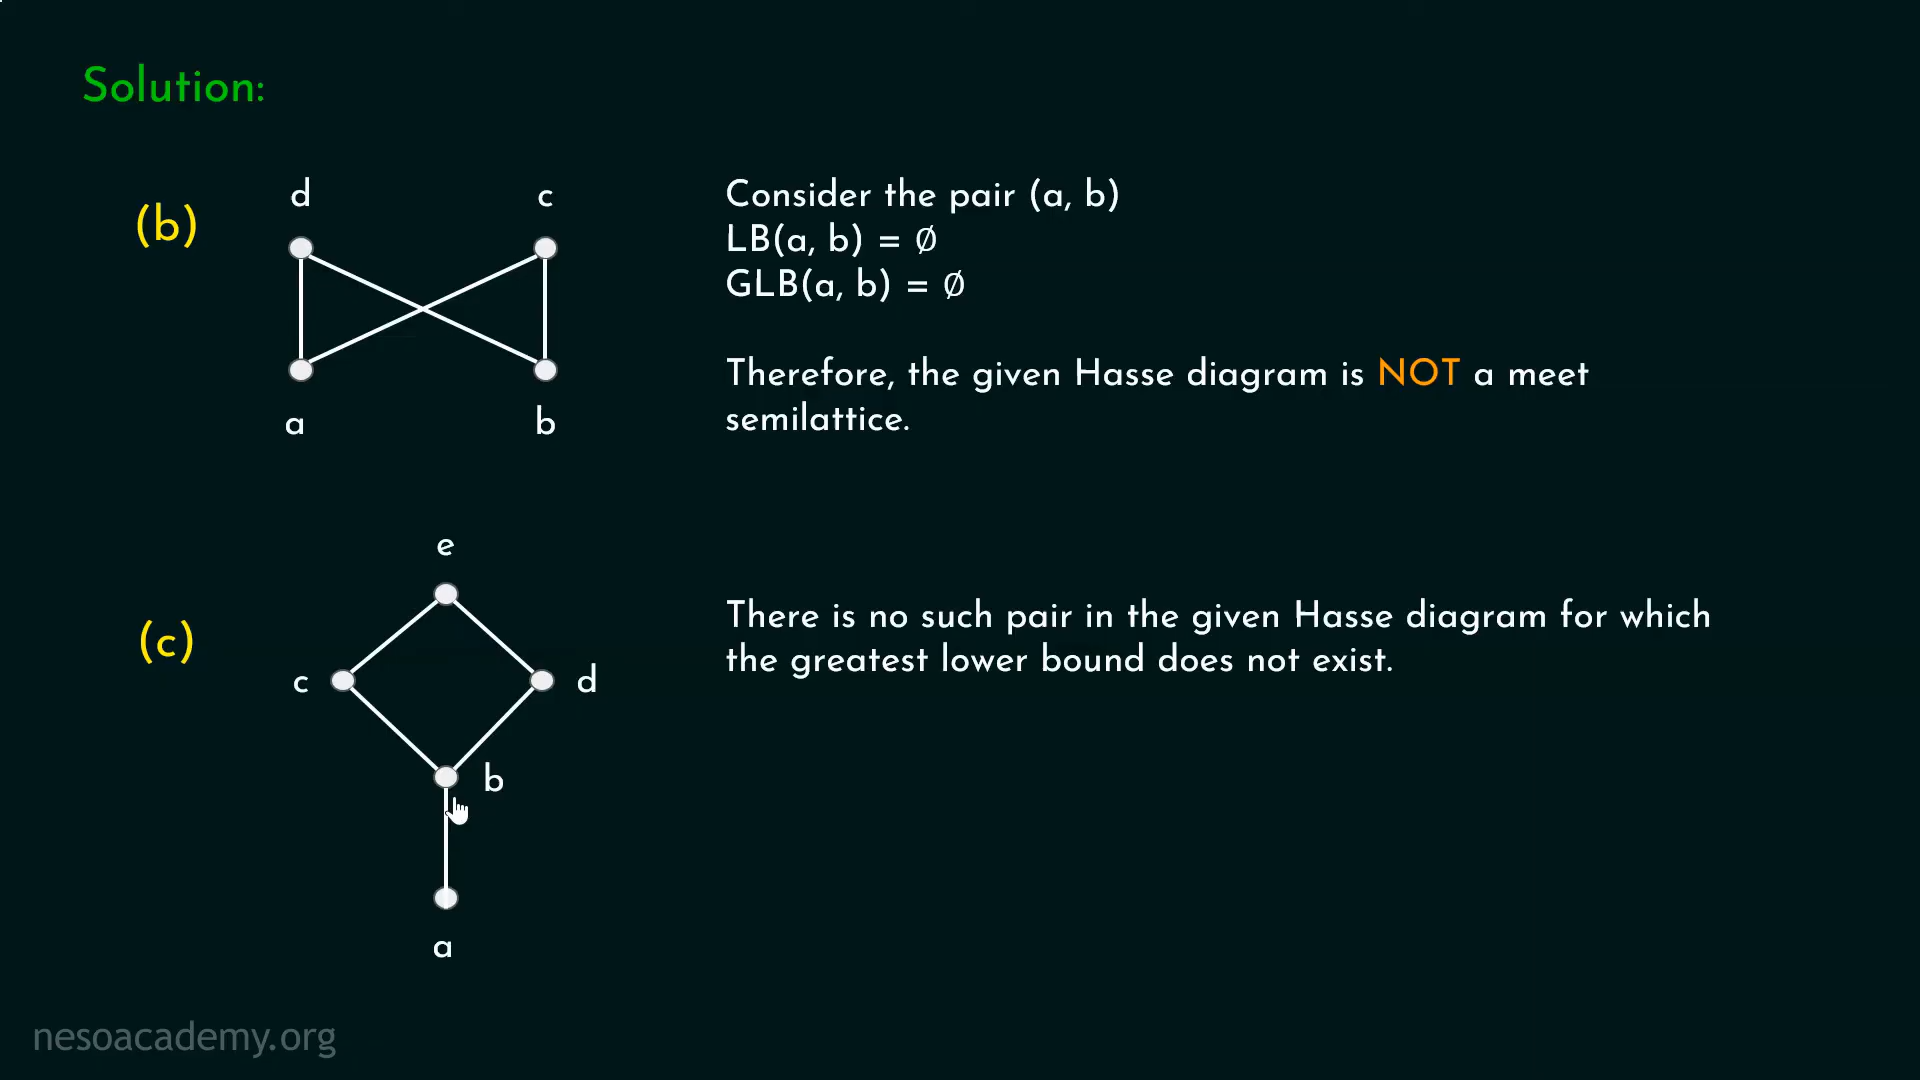 Solution:
(b)
d
c
a
b
Consider the pair (a, b)
LB(a, b) = ∅
GLB(a, b) = ∅
Therefore, the given Hasse diagram is NOT a meet
semilattice.
(c)
e
c
d
b
a
There is no such pair in the given Hasse diagram for which
the greatest lower bound does not exist.
nesoacademy.org